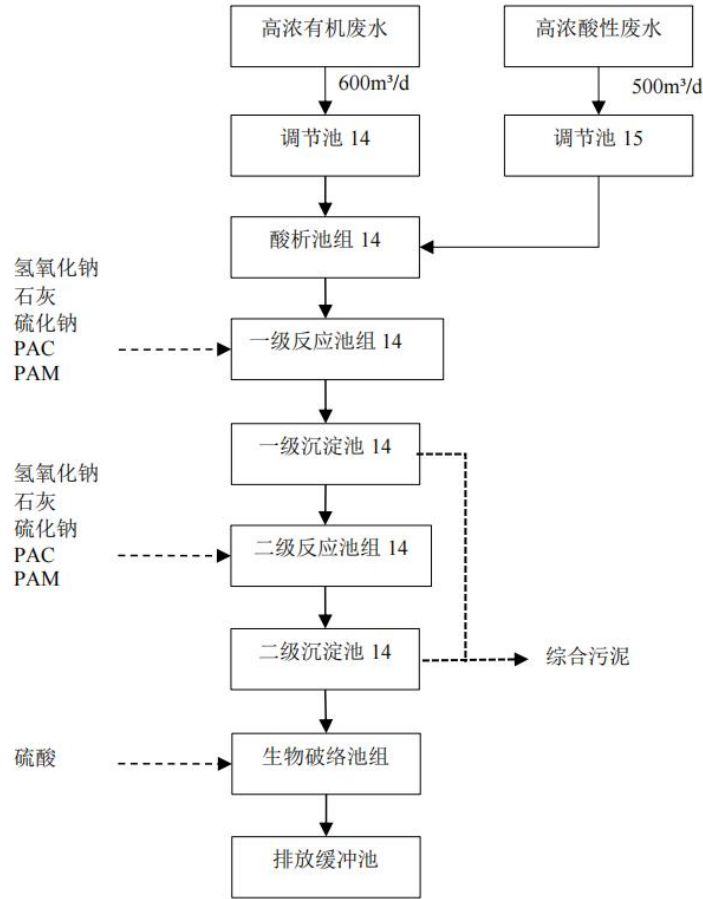 高浓有机废水
高浓酸性废水
600m³/d
500m³/d
调节池 14
调节池 15
酸析池组 14
氢氧化钠
石灰
硫化钠
PAC
PAM
一级反应池组 14
一级沉淀池 14
氢氧化钠
石灰
硫化钠
PAC
PAM
二级反应池组 14
二级沉淀池 14
综合污泥
硫酸
生物破络池组
排放缓冲池